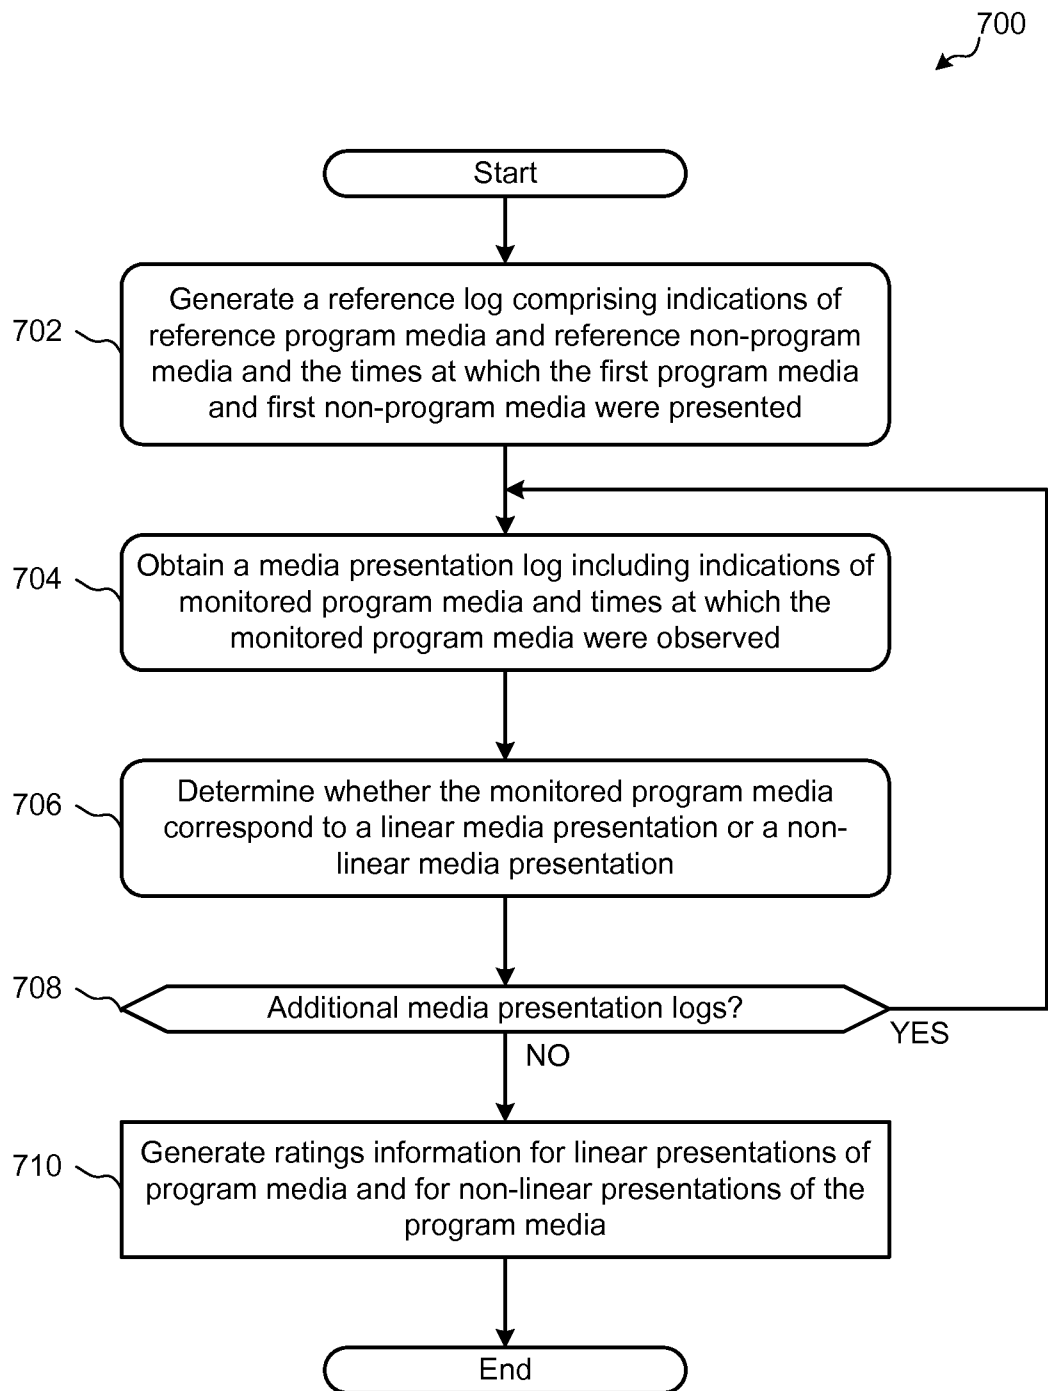 700
Start
702
Generate a reference log comprising indications of
reference program media and reference non-program
media and the times at which the first program media
and first non-program media were presented
704
Obtain a media presentation log including indications of
monitored program media and times at which the
monitored program media were observed
706
Determine whether the monitored program media
correspond to a linear media presentation or a non-
linear media presentation
708
Additional media presentation logs?
YES
NO
710
Generate ratings information for linear presentations of
program media and for non-linear presentations of the
program media
End